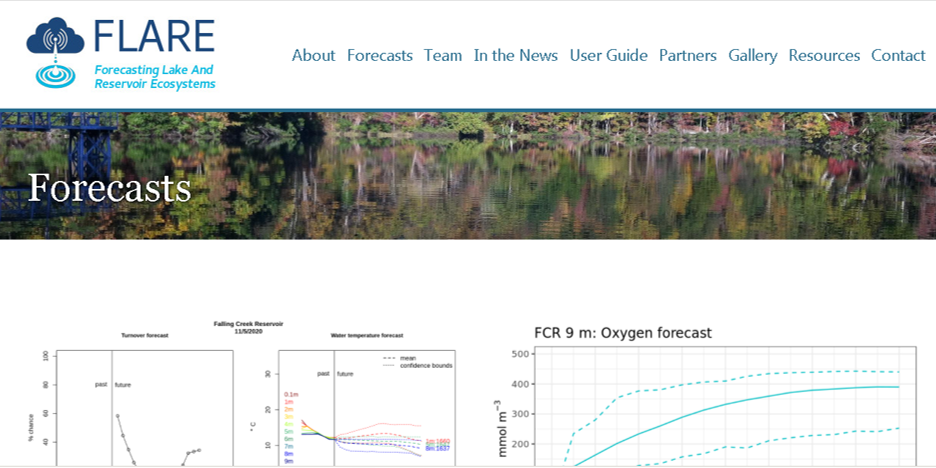 FLARE
Forecasting Lake And
Reservoir Ecosystems
About Forecasts Team In the News User Guide Partners Gallery Resources Contact
Forecasts
Falling Creek Reservoir
11/5/2020
Turnover forecast
Water temperature forecast
FCR 9 m: Oxygen forecast
100
80
40
% chance
past future
30
20
10
° C
past future
mean
confidence bounds
0.1m
1m
2m
3m
4m
5m
6m
7m
8m
9m
1m:1660
8m:1637
500
400
300
200
mmol m⁻³